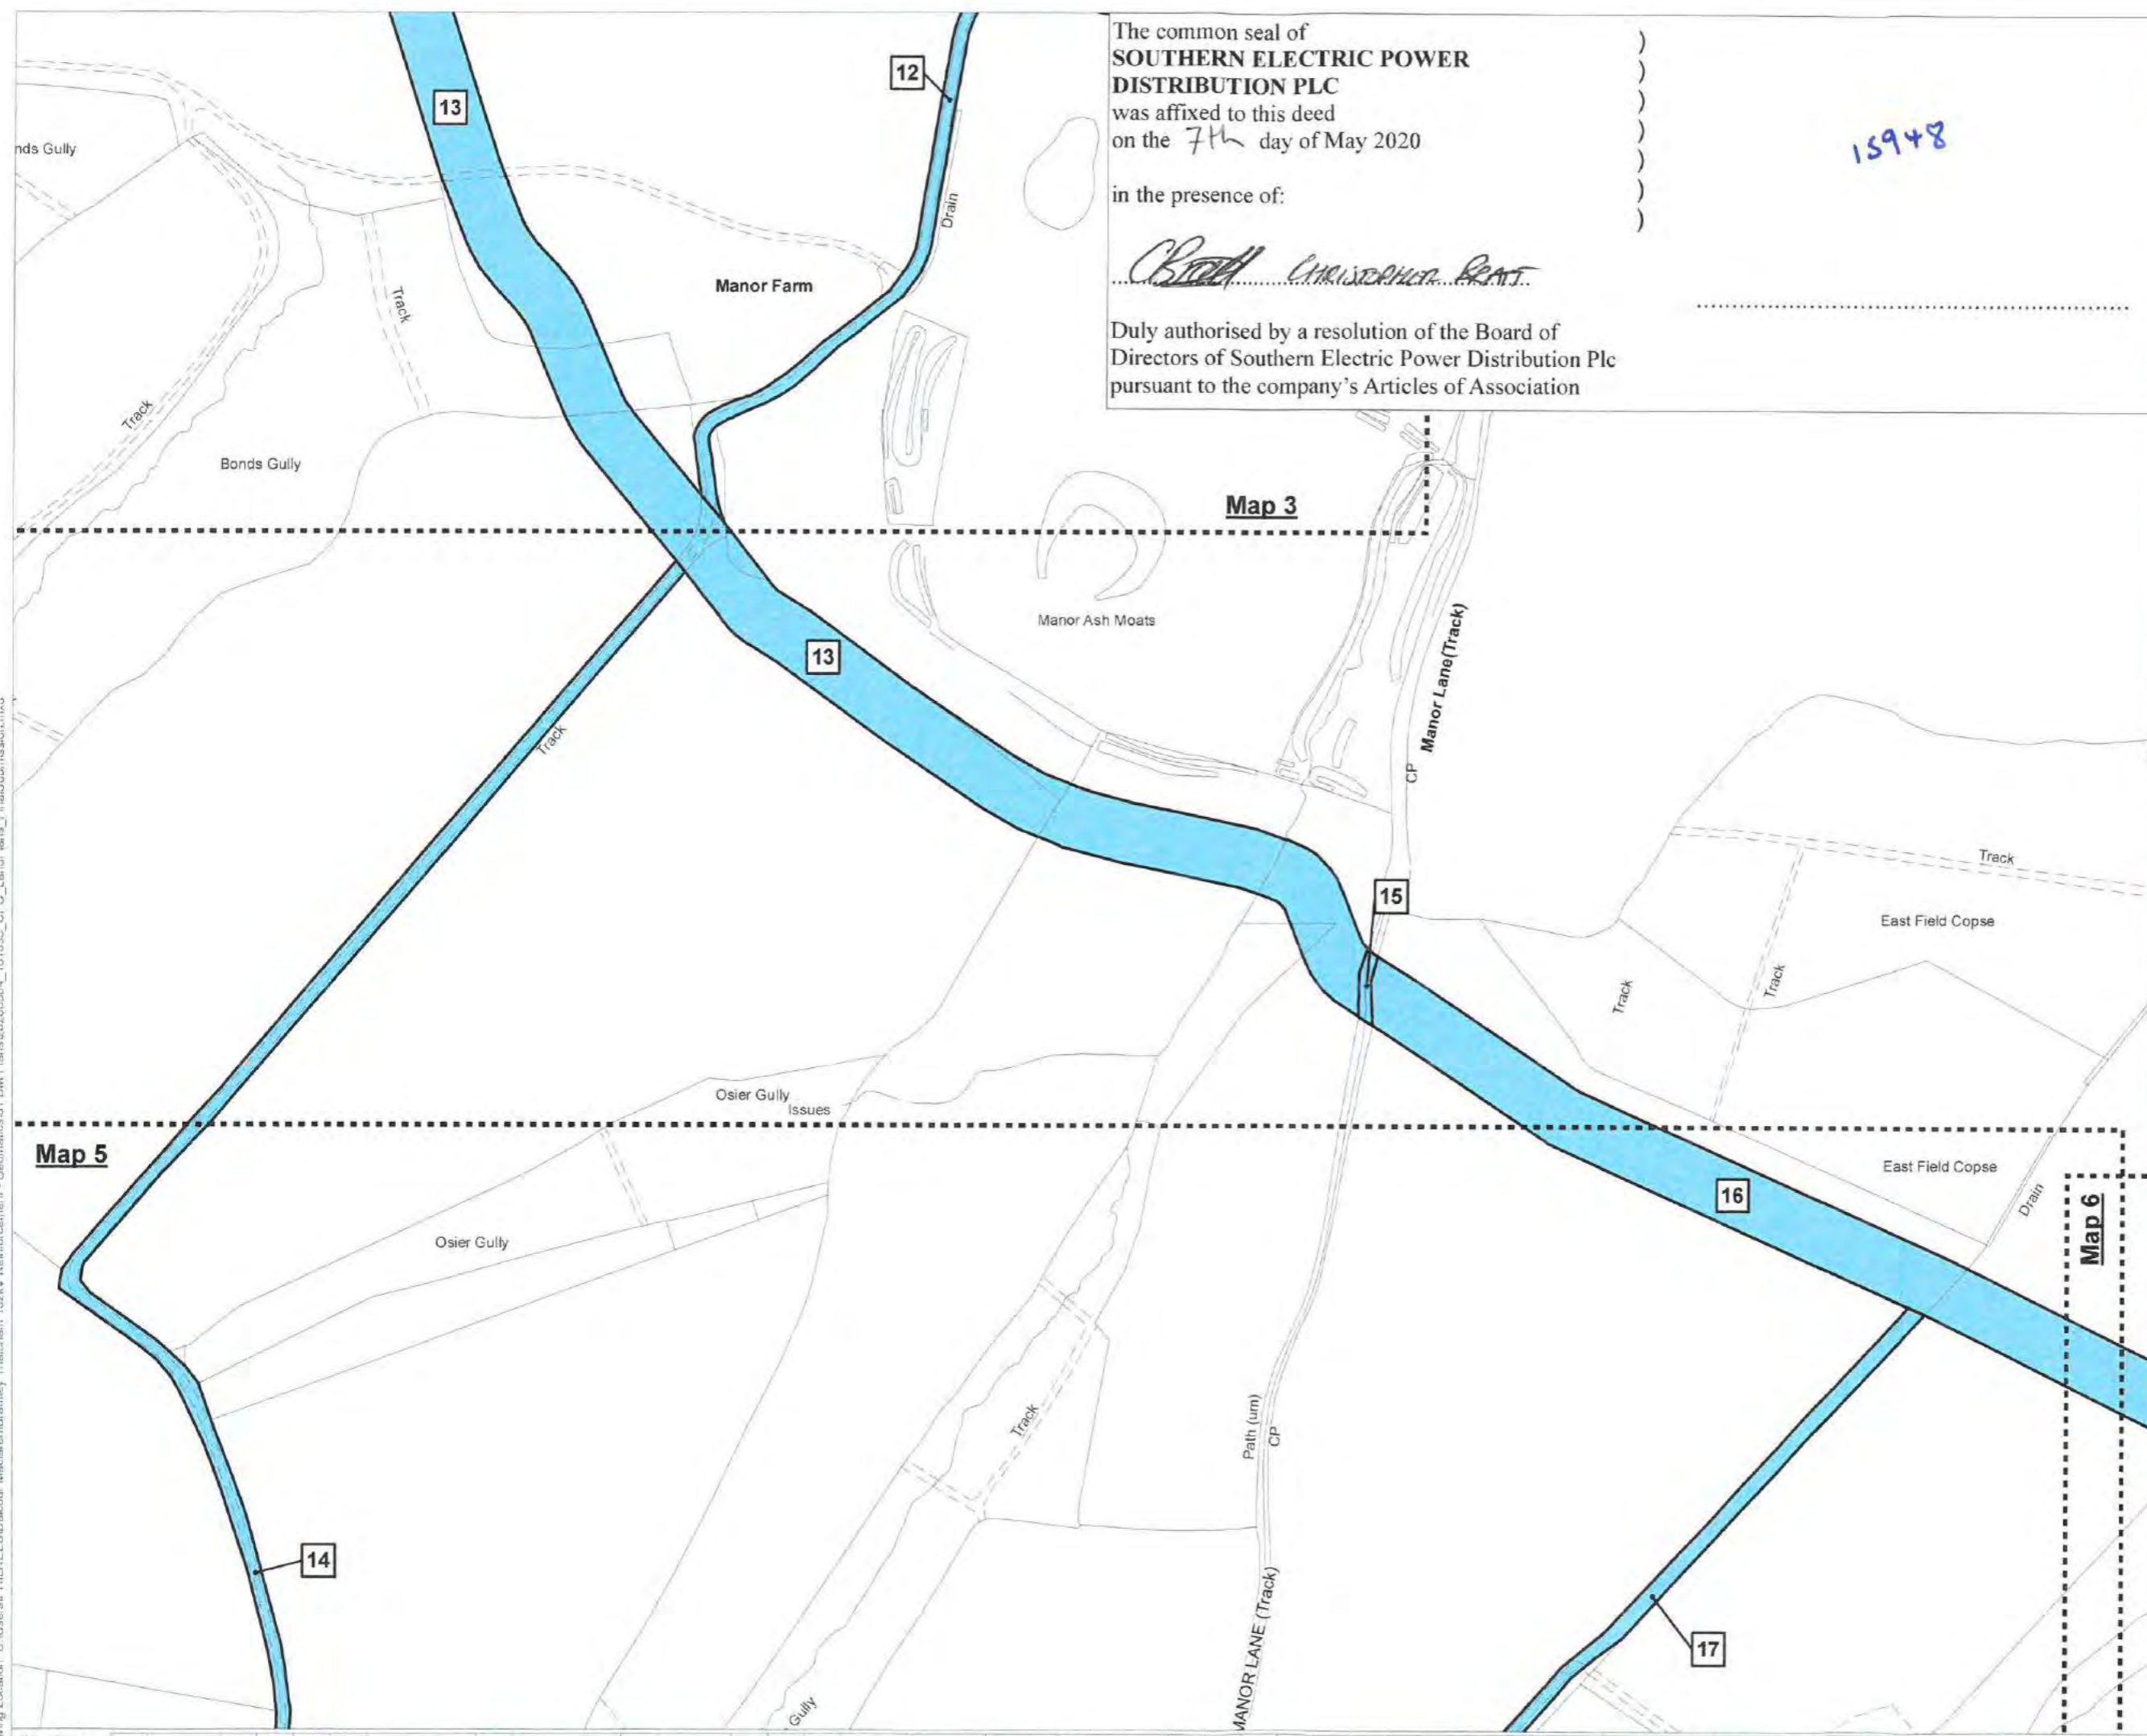 The common seal of
SOUTHERN ELECTRIC POWER
DISTRIBUTION PLC
was affixed to this deed
on the 7th day of May 2020
in the presence of:
CHRISTOPHER
Duly authorised by a resolution of the Board of
Directors of Southern Electric Power Distribution Plc
pursuant to the company's Articles of Association
)
)
)
)
)
)
)
15948
12
13
nds Gully
Drain
Track
Manor Farm
Track
Bonds Gully
Map 3
Manor Ash Moats
Manor Lane(Track)
13
Track
CP
Track
15
East Field Copse
Track
Track
Osier Gully
Issues
Map 5
East Field Copse
16
Drain
Map 6
Osier Gully
Track
Path (um)
CP
14
MANOR LANE (Track)
17
Gully